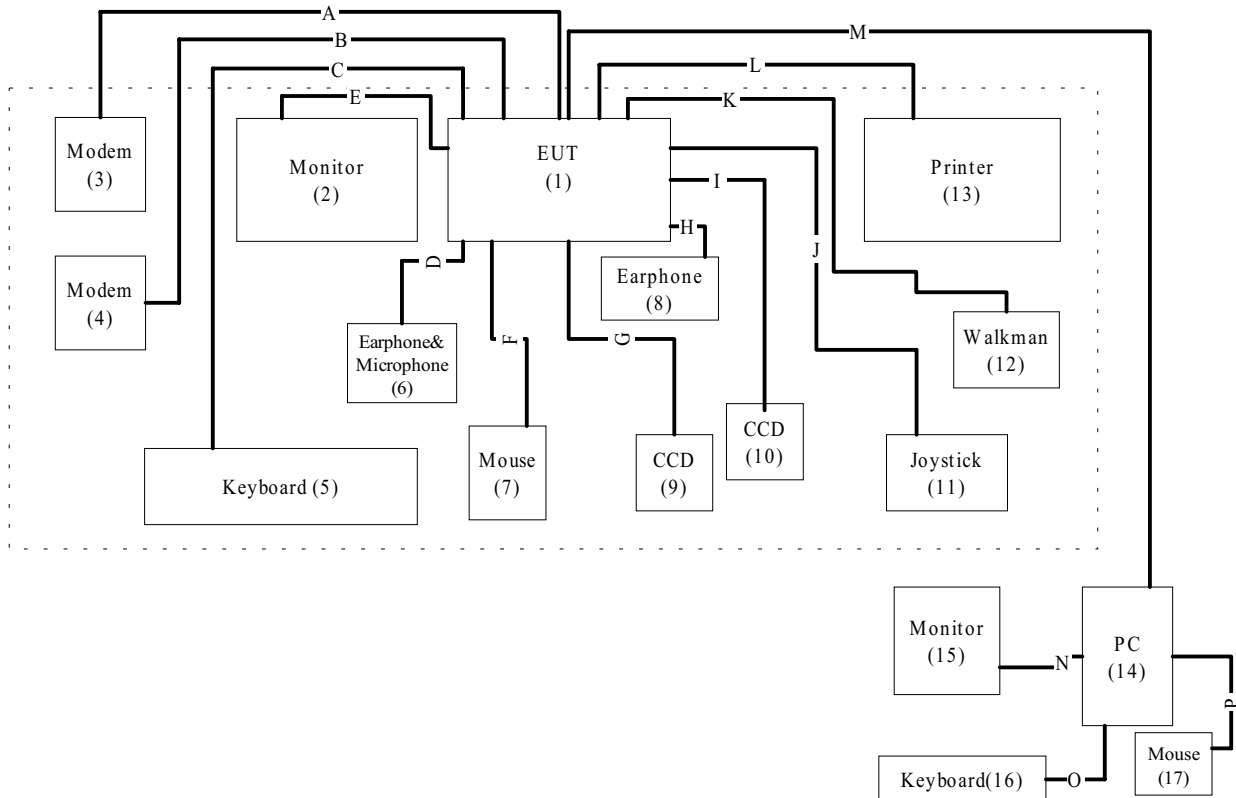 A
M
B
C
L
E
K
Modem
(3)
Monitor
(2)
EUT
(1)
I
Printer
(13)
H
J
D
Modem
(4)
Earphone
(8)
Earphone&
Microphone
(6)
F
G
Walkman
(12)
CCD
(10)
Mouse
(7)
CCD
(9)
Joystick
(11)
Keyboard (5)
Monitor
(15)
N
PC
(14)
P
Mouse
(17)
Keyboard(16)
O